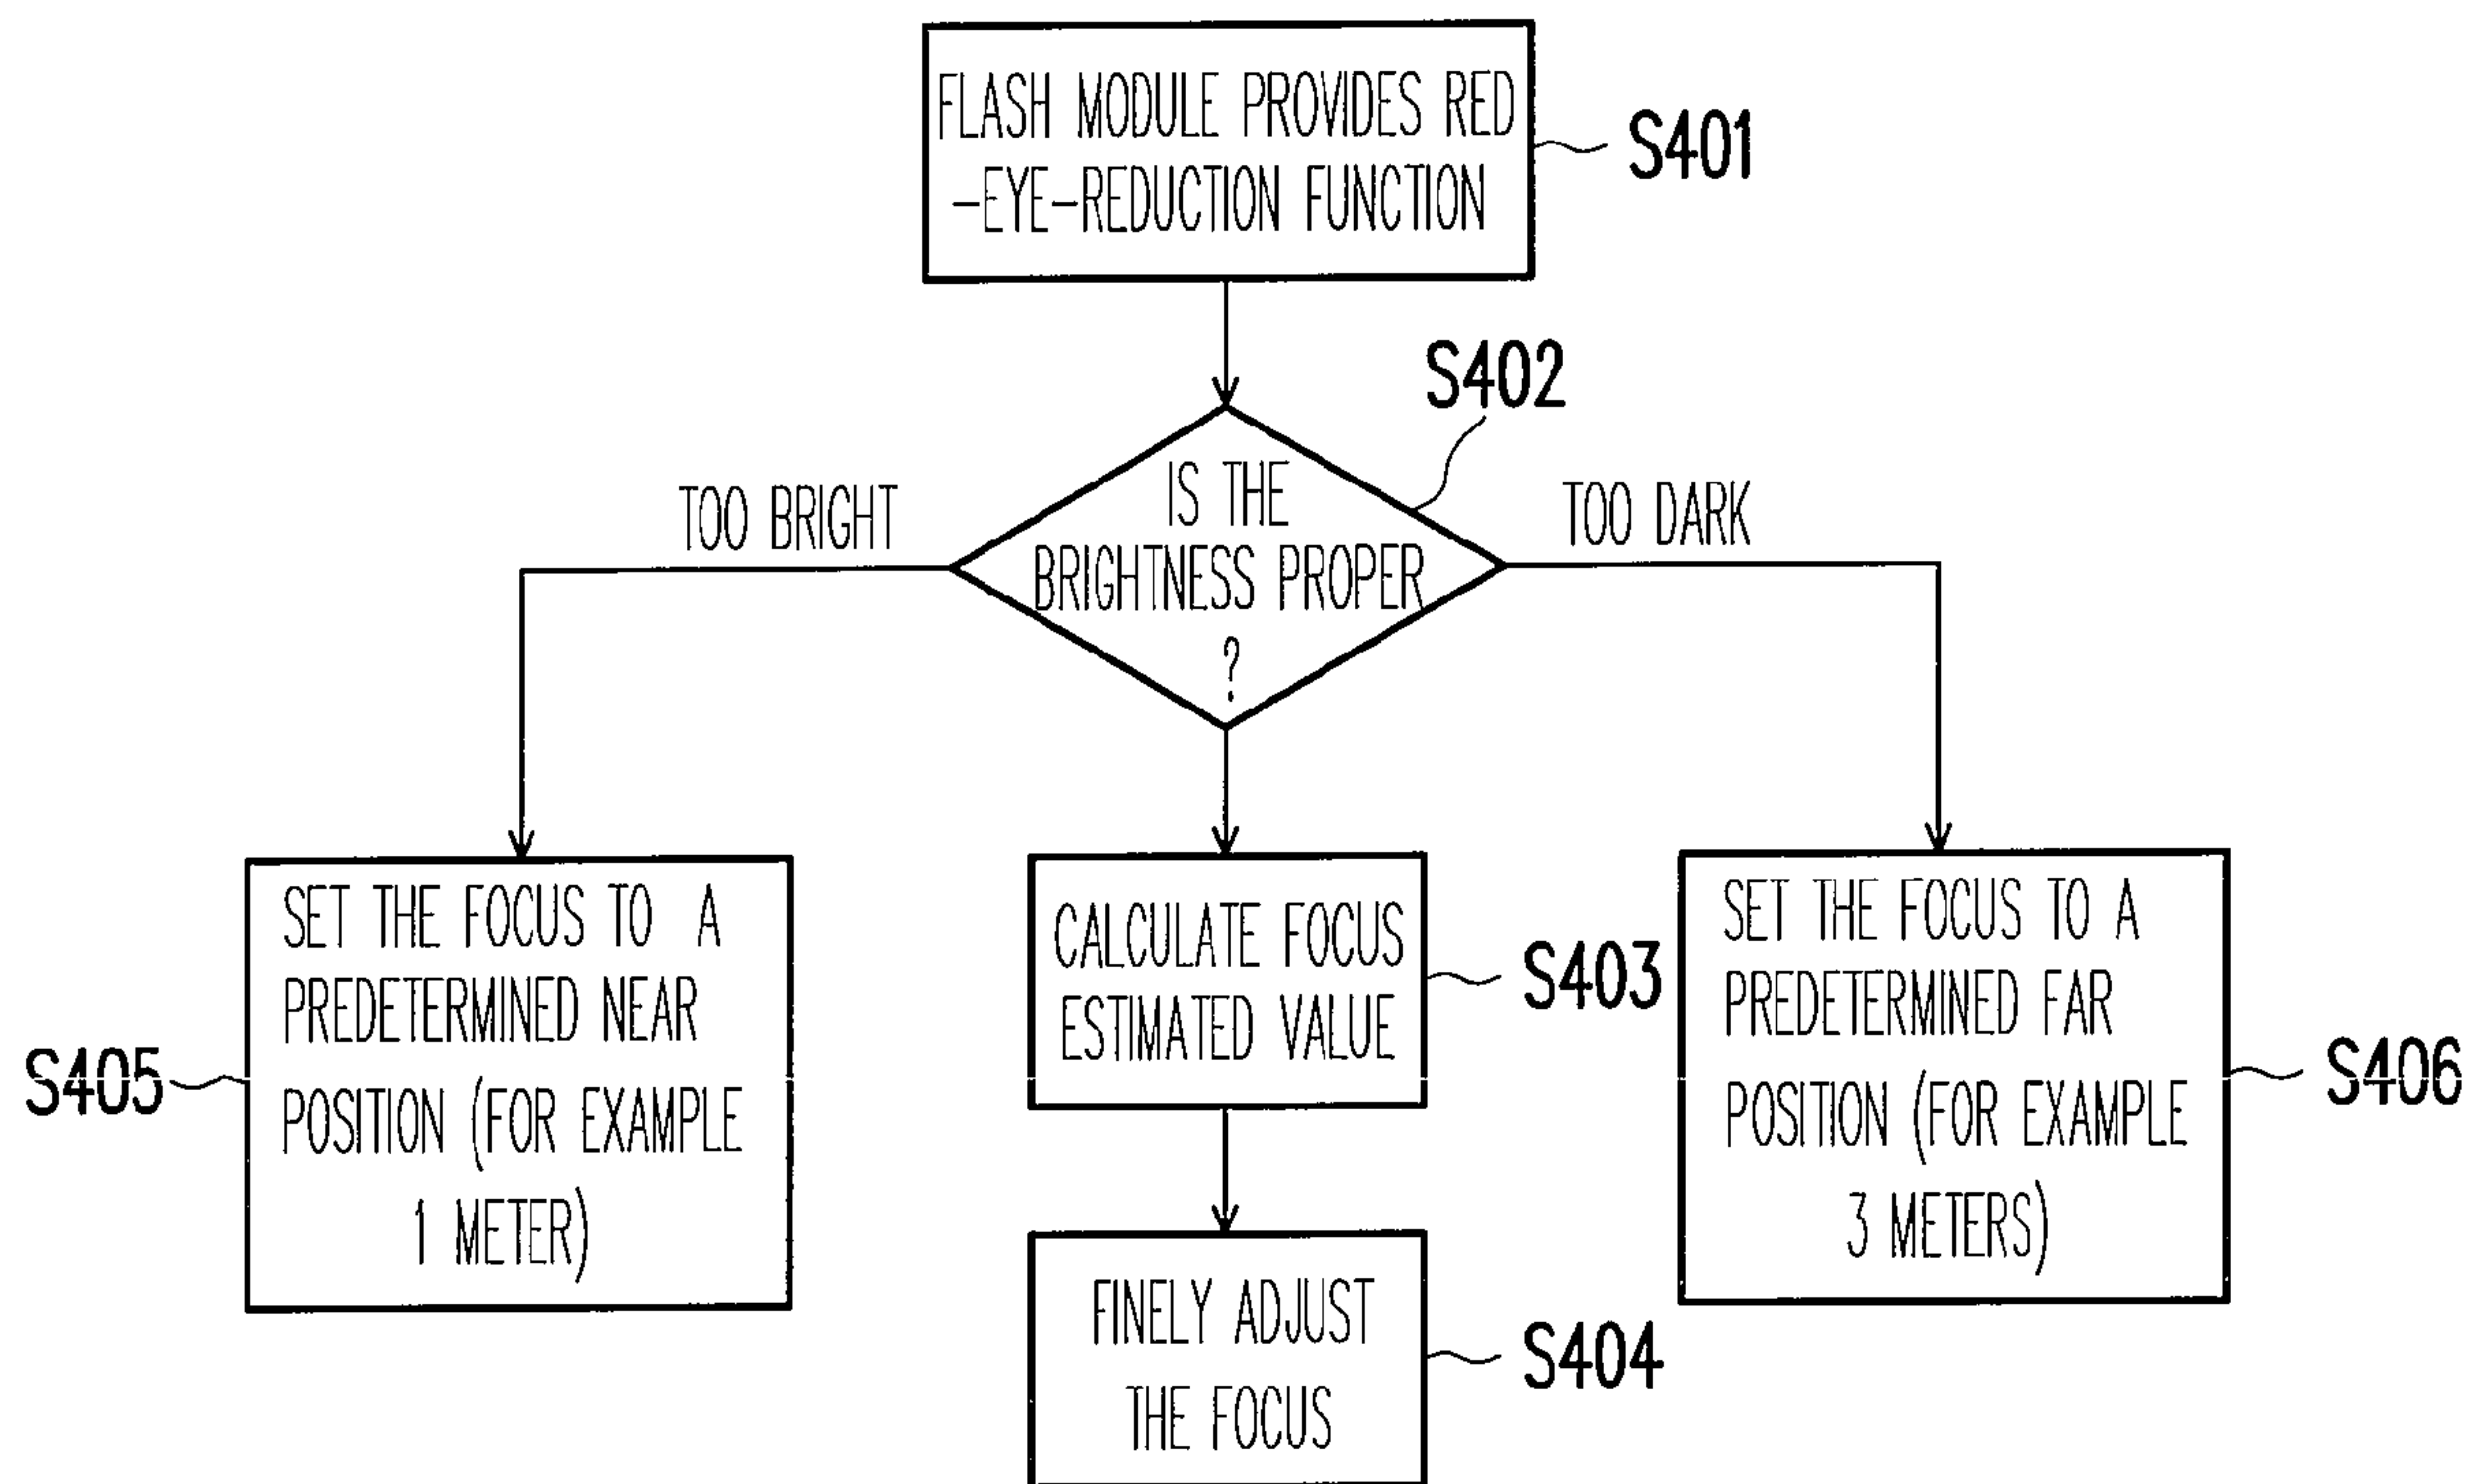 FLASH MODULE PROVIDES RED
-EYE-REDUCTION FUNCTION
S401
S402
IS THE
BRIGHTNESS PROPER
?
TOO BRIGHT
TOO DARK
SET THE FOCUS TO A
PREDETERMINED NEAR
POSITION (FOR EXAMPLE
1 METER)
S405
CALCULATE FOCUS
ESTIMATED VALUE
S403
SET THE FOCUS TO A
PREDETERMINED FAR
POSITION (FOR EXAMPLE
3 METERS)
S406
FINELY ADJUST
THE FOCUS
S404